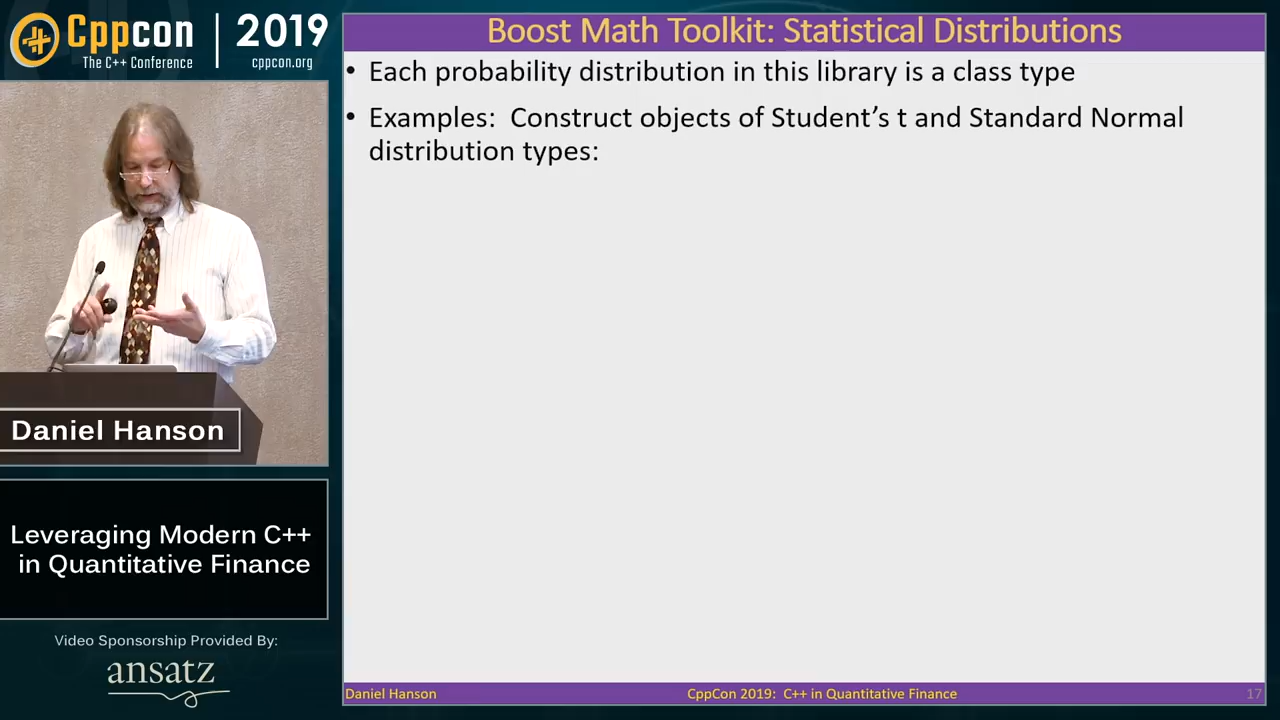 Cppcon
The C++ Conference
2019
cppcon.org
Daniel Hanson
Leveraging Modern C++
in Quantitative Finance
Video Sponsorship Provided By:
ansatz
Boost Math Toolkit: Statistical Distributions
• Each probability distribution in this library is a class type
• Examples: Construct objects of Student's t and Standard Normal
distribution types:
Daniel Hanson
CppCon 2019: C++ in Quantitative Finance
17